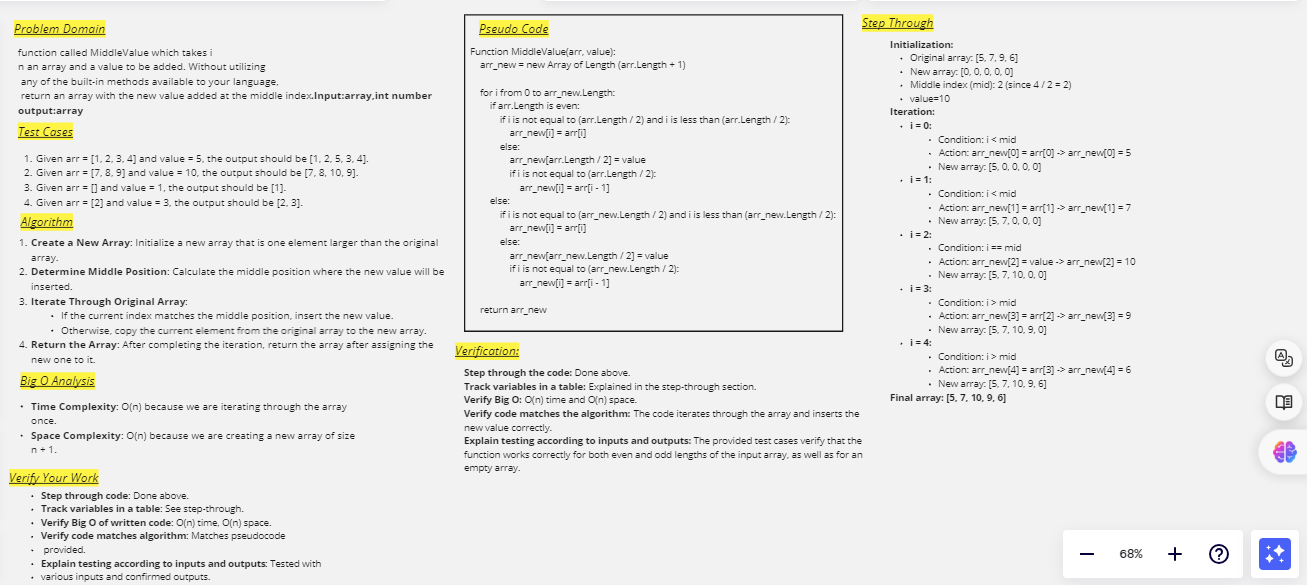 Problem Domain
function called MiddleValue which takes i
n an array and a value to be added. Without utilizing
any of the built-in methods available to your language,
return an array with the new value added at the middle index.Input:array,int number
output:array
Test Cases
1. Given arr = [1, 2, 3, 4] and value = 5, the output should be [1, 2, 5, 3, 4].
2. Given arr = [7, 8, 9] and value = 10, the output should be [7, 8, 10, 9].
3. Given arr = [] and value = 1, the output should be [1].
4. Given arr = [2] and value = 3, the output should be [2, 3].
Algorithm
1. Create a New Array: Initialize a new array that is one element larger than the original
array.
2. Determine Middle Position: Calculate the middle position where the new value will be
inserted.
3. Iterate Through Original Array:
• If the current index matches the middle position, insert the new value.
• Otherwise, copy the current element from the original array to the new array.
4. Return the Array: After completing the iteration, return the array after assigning the
new one to it.
Big O Analysis
• Time Complexity: O(n) because we are iterating through the array
once.
• Space Complexity: O(n) because we are creating a new array of size
n + 1.
Verify Your Work
• Step through code: Done above.
• Track variables in a table: See step-through.
• Verify Big O of written code: O(n) time, O(n) space.
• Verify code matches algorithm: Matches pseudocode
• provided.
• Explain testing according to inputs and outputs: Tested with
• various inputs and confirmed outputs.
Pseudo Code
Function MiddleValue(arr, value):
arr_new = new Array of Length (arr.Length + 1)
for i from 0 to arr_new.Length:
if arr.Length is even:
if i is not equal to (arr.Length / 2) and i is less than (arr.Length / 2):
arr_new[i] = arr[i]
else:
arr_new[arr.Length / 2] = value
if i is not equal to (arr.Length / 2):
arr_new[i] = arr[i - 1]
else:
if i is not equal to (arr_new.Length / 2) and i is less than (arr_new.Length / 2):
arr_new[i] = arr[i]
else:
arr_new[arr_new.Length / 2] = value
if i is not equal to (arr_new.Length / 2):
arr_new[i] = arr[i - 1]
return arr_new
Verification:
Step through the code: Done above.
Track variables in a table: Explained in the step-through section.
Verify Big O: O(n) time and O(n) space.
Verify code matches the algorithm: The code iterates through the array and inserts the
new value correctly.
Explain testing according to inputs and outputs: The provided test cases verify that the
function works correctly for both even and odd lengths of the input array, as well as for an
empty array.
Step Through
Initialization:
• Original array: [5, 7, 9, 6]
• New array: [0, 0, 0, 0, 0]
• Middle index (mid): 2 (since 4 / 2 = 2)
• value=10
Iteration:
• i = 0:
• Condition: i < mid
• Action: arr_new[0] = arr[0] -> arr_new[0] = 5
• New array: [5, 0, 0, 0, 0]
• i = 1:
• Condition: i < mid
• Action: arr_new[1] = arr[1] -> arr_new[1] = 7
• New array: [5, 7, 0, 0, 0]
• i = 2:
• Condition: i == mid
• Action: arr_new[2] = value -> arr_new[2] = 10
• New array: [5, 7, 10, 0, 0]
• i = 3:
• Condition: i > mid
• Action: arr_new[3] = arr[2] -> arr_new[3] = 9
• New array: [5, 7, 10, 9, 0]
• i = 4:
• Condition: i > mid
• Action: arr_new[4] = arr[3] -> arr_new[4] = 6
• New array: [5, 7, 10, 9, 6]
Final array: [5, 7, 10, 9, 6]
68%